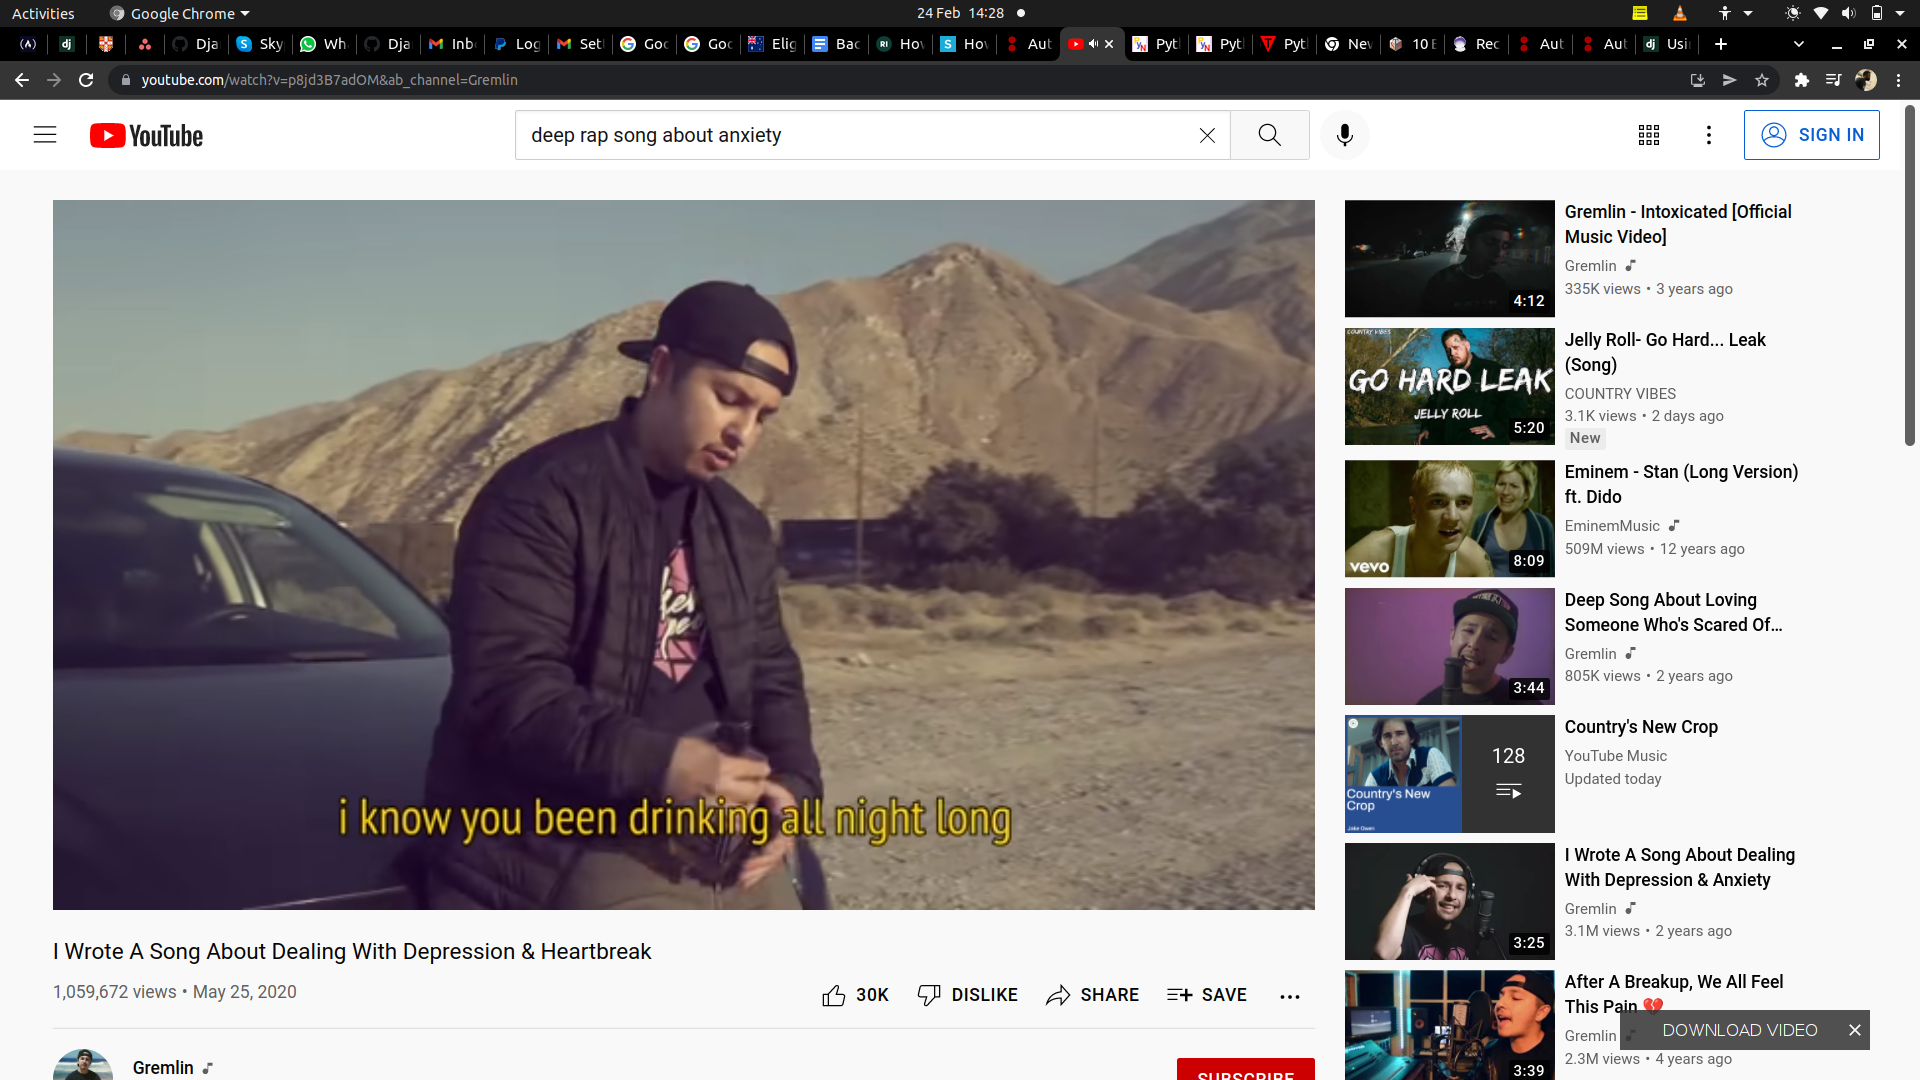 Activities
Google Chrome
24 Feb 14:28
(A)
dj
Dja
Sky
Wh
Dja
Inb
Log
Set
Goo
Goo
Elig
Bac
RI
Hov
S
Hov
Aut
Pyt
Pyt
Pyt
Nev
10 E
Rec
Aut
Aut
dj
Usi
youtube.com/watch?v=p8jd3B7adOM&ab_channel=Gremlin
YouTube
deep rap song about anxiety
SIGN IN
i know you been drinking all night long
I Wrote A Song About Dealing With Depression & Heartbreak
1,059,672 views • May 25, 2020
30K
DISLIKE
SHARE
SAVE
Gremlin
SUBSCRIBE
4:12
Gremlin - Intoxicated [Official
Music Video]
Gremlin
335K views • 3 years ago
COUNTRY VIBES
GO HARD LEAK
JELLY ROLL
5:20
Jelly Roll- Go Hard... Leak
(Song)
COUNTRY VIBES
3.1K views • 2 days ago
New
vevo
8:09
Eminem - Stan (Long Version)
ft. Dido
EminemMusic
509M views • 12 years ago
3:44
Deep Song About Loving
Someone Who's Scared Of...
Gremlin
805K views • 2 years ago
Country's New
Crop
Jake Owen
128
Country's New Crop
YouTube Music
Updated today
3:25
I Wrote A Song About Dealing
With Depression & Anxiety
Gremlin
3.1M views • 2 years ago
3:39
After A Breakup, We All Feel
This Pain 💔
Gremlin
2.3M views • 4 years ago
DOWNLOAD VIDEO